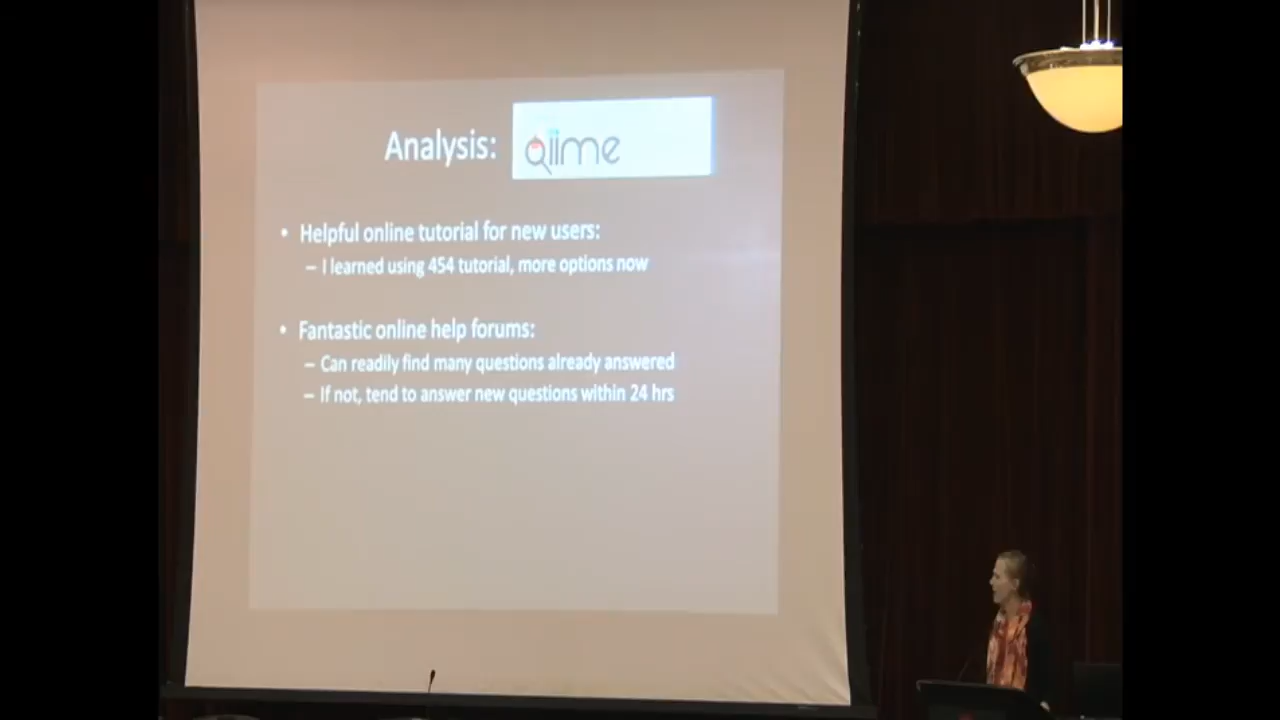 Analysis: Qiime
• Helpful online tutorial for new users:
– I learned using 454 tutorial, more options now
• Fantastic online help forums:
– Can readily find many questions already answered
– If not, tend to answer new questions within 24 hrs